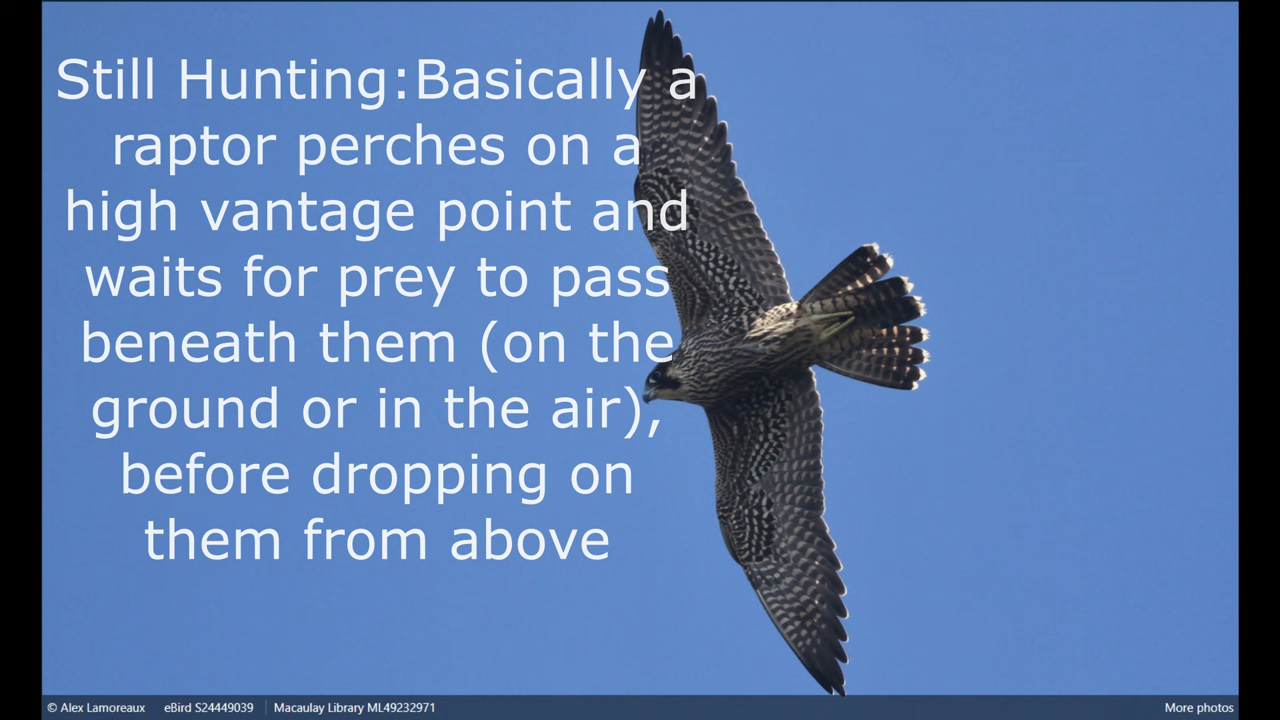 Still Hunting:Basically a
raptor perches on a
high vantage point and
waits for prey to pass
beneath them (on the
ground or in the air),
before dropping on
them from above
© Alex Lamoreaux eBird S24449039 Macaulay Library ML49232971 More photos